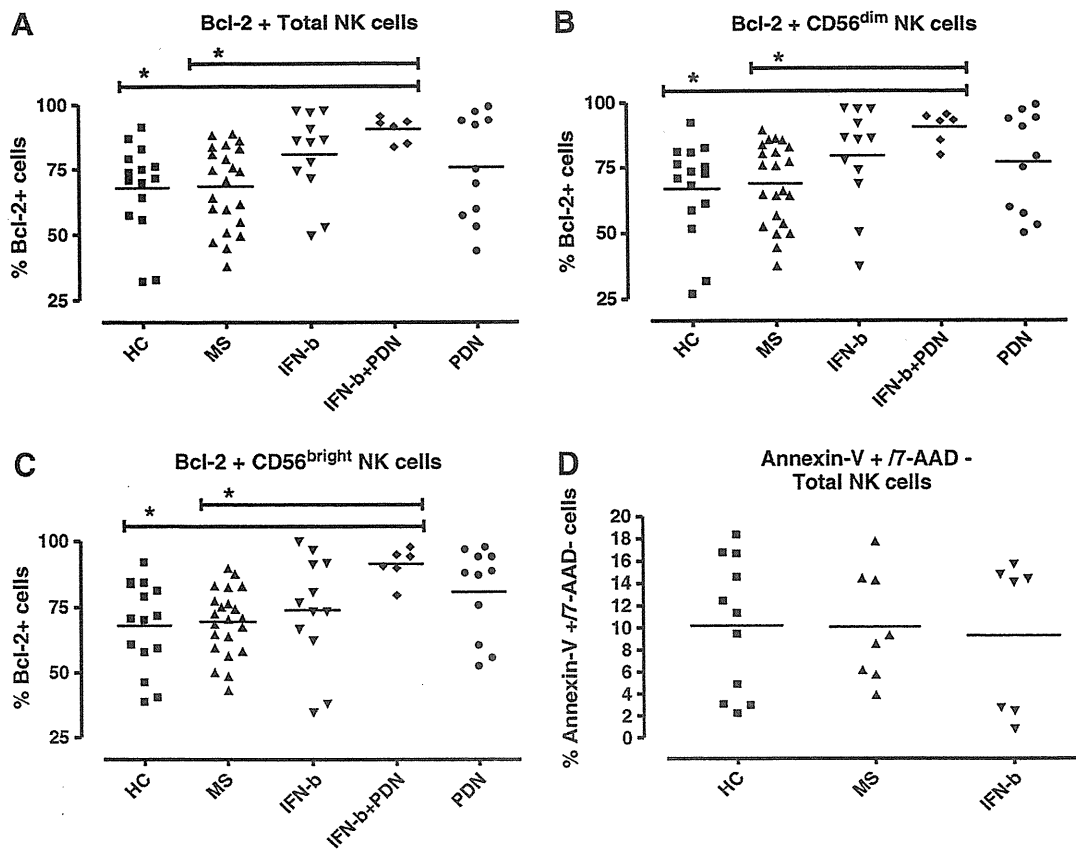 A
Bcl-2 + Total NK cells
*
*
% Bcl-2+ cells
100
75
50
25
HC
MS
IFN-b
IFN-b+PDN
PDN
B
Bcl-2 + CD56dim NK cells
*
*
% Bcl-2+ cells
100
75
50
25
HC
MS
IFN-b
IFN-b+PDN
PDN
C
Bcl-2 + CD56bright NK cells
*
*
% Bcl-2+ cells
100
75
50
25
HC
MS
IFN-b
IFN-b+PDN
PDN
D
Annexin-V + /7-AAD -
Total NK cells
% Annexin-V +/7-AAD- cells
20
18
16
14
12
10
8
6
4
2
0
HC
MS
IFN-b